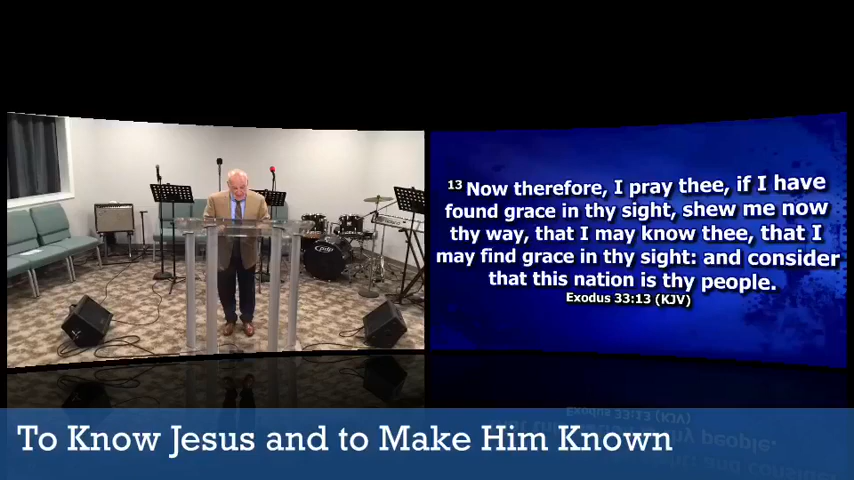 13 Now therefore, I pray thee, if I have
found grace in thy sight, shew me now
thy way, that I may know thee, that I
may find grace in thy sight: and consider
that this nation is thy people.
Exodus 33:13 (KJV)
To Know Jesus and to Make Him Known